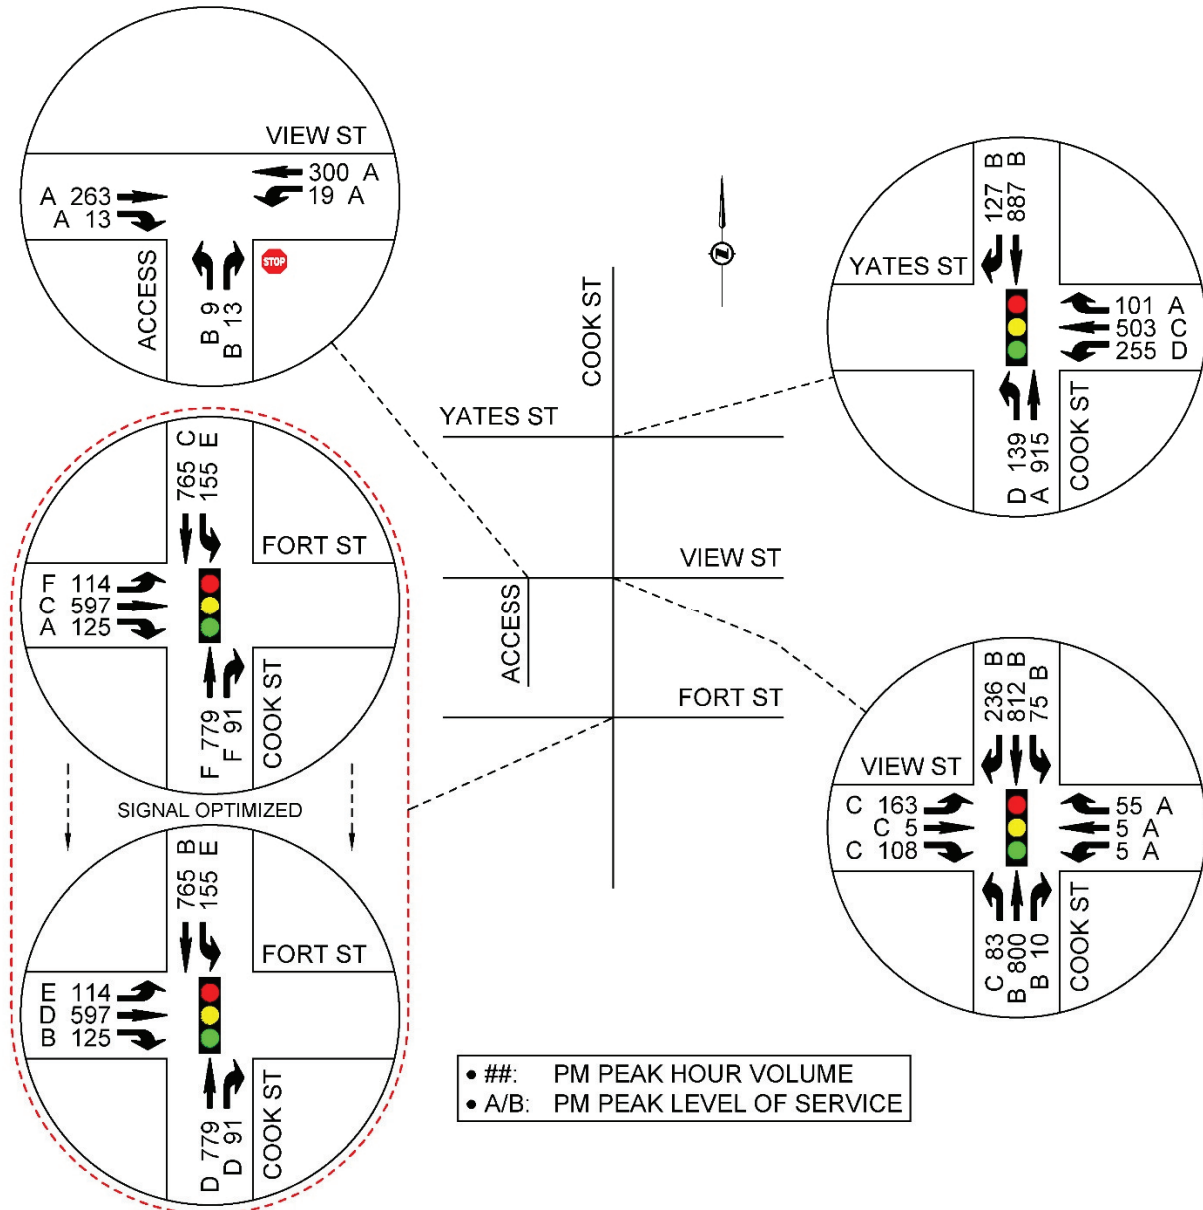 VIEW ST
300 A
19 A
A 263
A 13
STOP
ACCESS
B 9
B 13
YATES ST
127 B
887 B
101 A
503 C
255 D
D 139
A 915
COOK ST
COOK ST
YATES ST
VIEW ST
ACCESS
FORT ST
Z
765 C
155 E
FORT ST
F 114
C 597
A 125
F 779
F 91
COOK ST
SIGNAL OPTIMIZED
765 B
155 E
FORT ST
E 114
D 597
B 125
D 779
D 91
COOK ST
236 B
812 B
75 B
VIEW ST
C 163
C 5
C 108
55 A
5 A
5 A
C 83
B 800
B 10
COOK ST
• ##: PM PEAK HOUR VOLUME
• A/B: PM PEAK LEVEL OF SERVICE